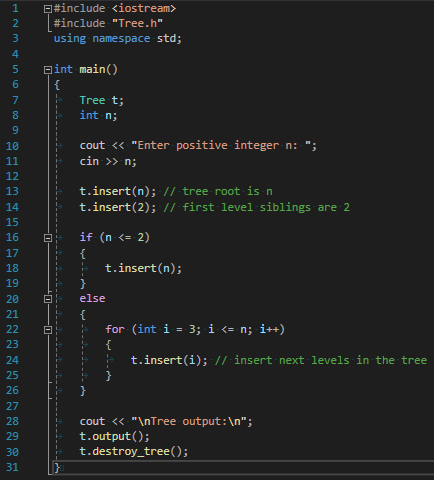 1 #include <iostream>
2 #include "Tree.h"
3 using namespace std;
4
5 int main()
6 {
7 Tree t;
8 int n;
9
10 cout << "Enter positive integer n: ";
11 cin >> n;
12
13 t.insert(n); // tree root is n
14 t.insert(2); // first level siblings are 2
15
16 if (n <= 2)
17 {
18 t.insert(n);
19 }
20 else
21 {
22 for (int i = 3; i <= n; i++)
23 {
24 t.insert(i); // insert next levels in the tree
25 }
26 }
27
28 cout << "\nTree output:\n";
29 t.output();
30 t.destroy_tree();
31 }